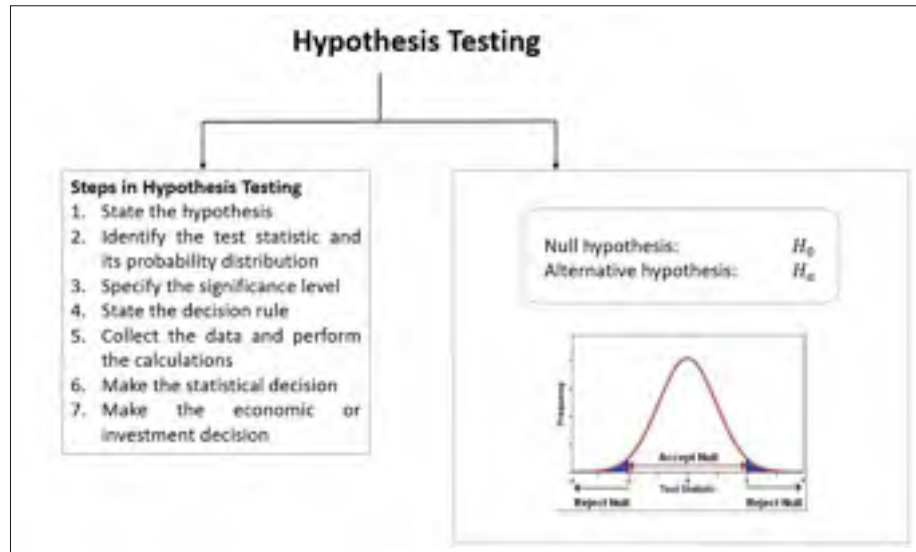 Hypothesis Testing
Steps in Hypothesis Testing
1. State the hypothesis
2. Identify the test statistic and
its probability distribution
3. Specify the significance level
4. State the decision rule
5. Collect the data and perform
the calculations
6. Make the statistical decision
7. Make the economic or
investment decision
Null hypothesis: H₀
Alternative hypothesis: Hₐ
Frequency
Accept Null
Test Statistic
Reject Null
Reject Null